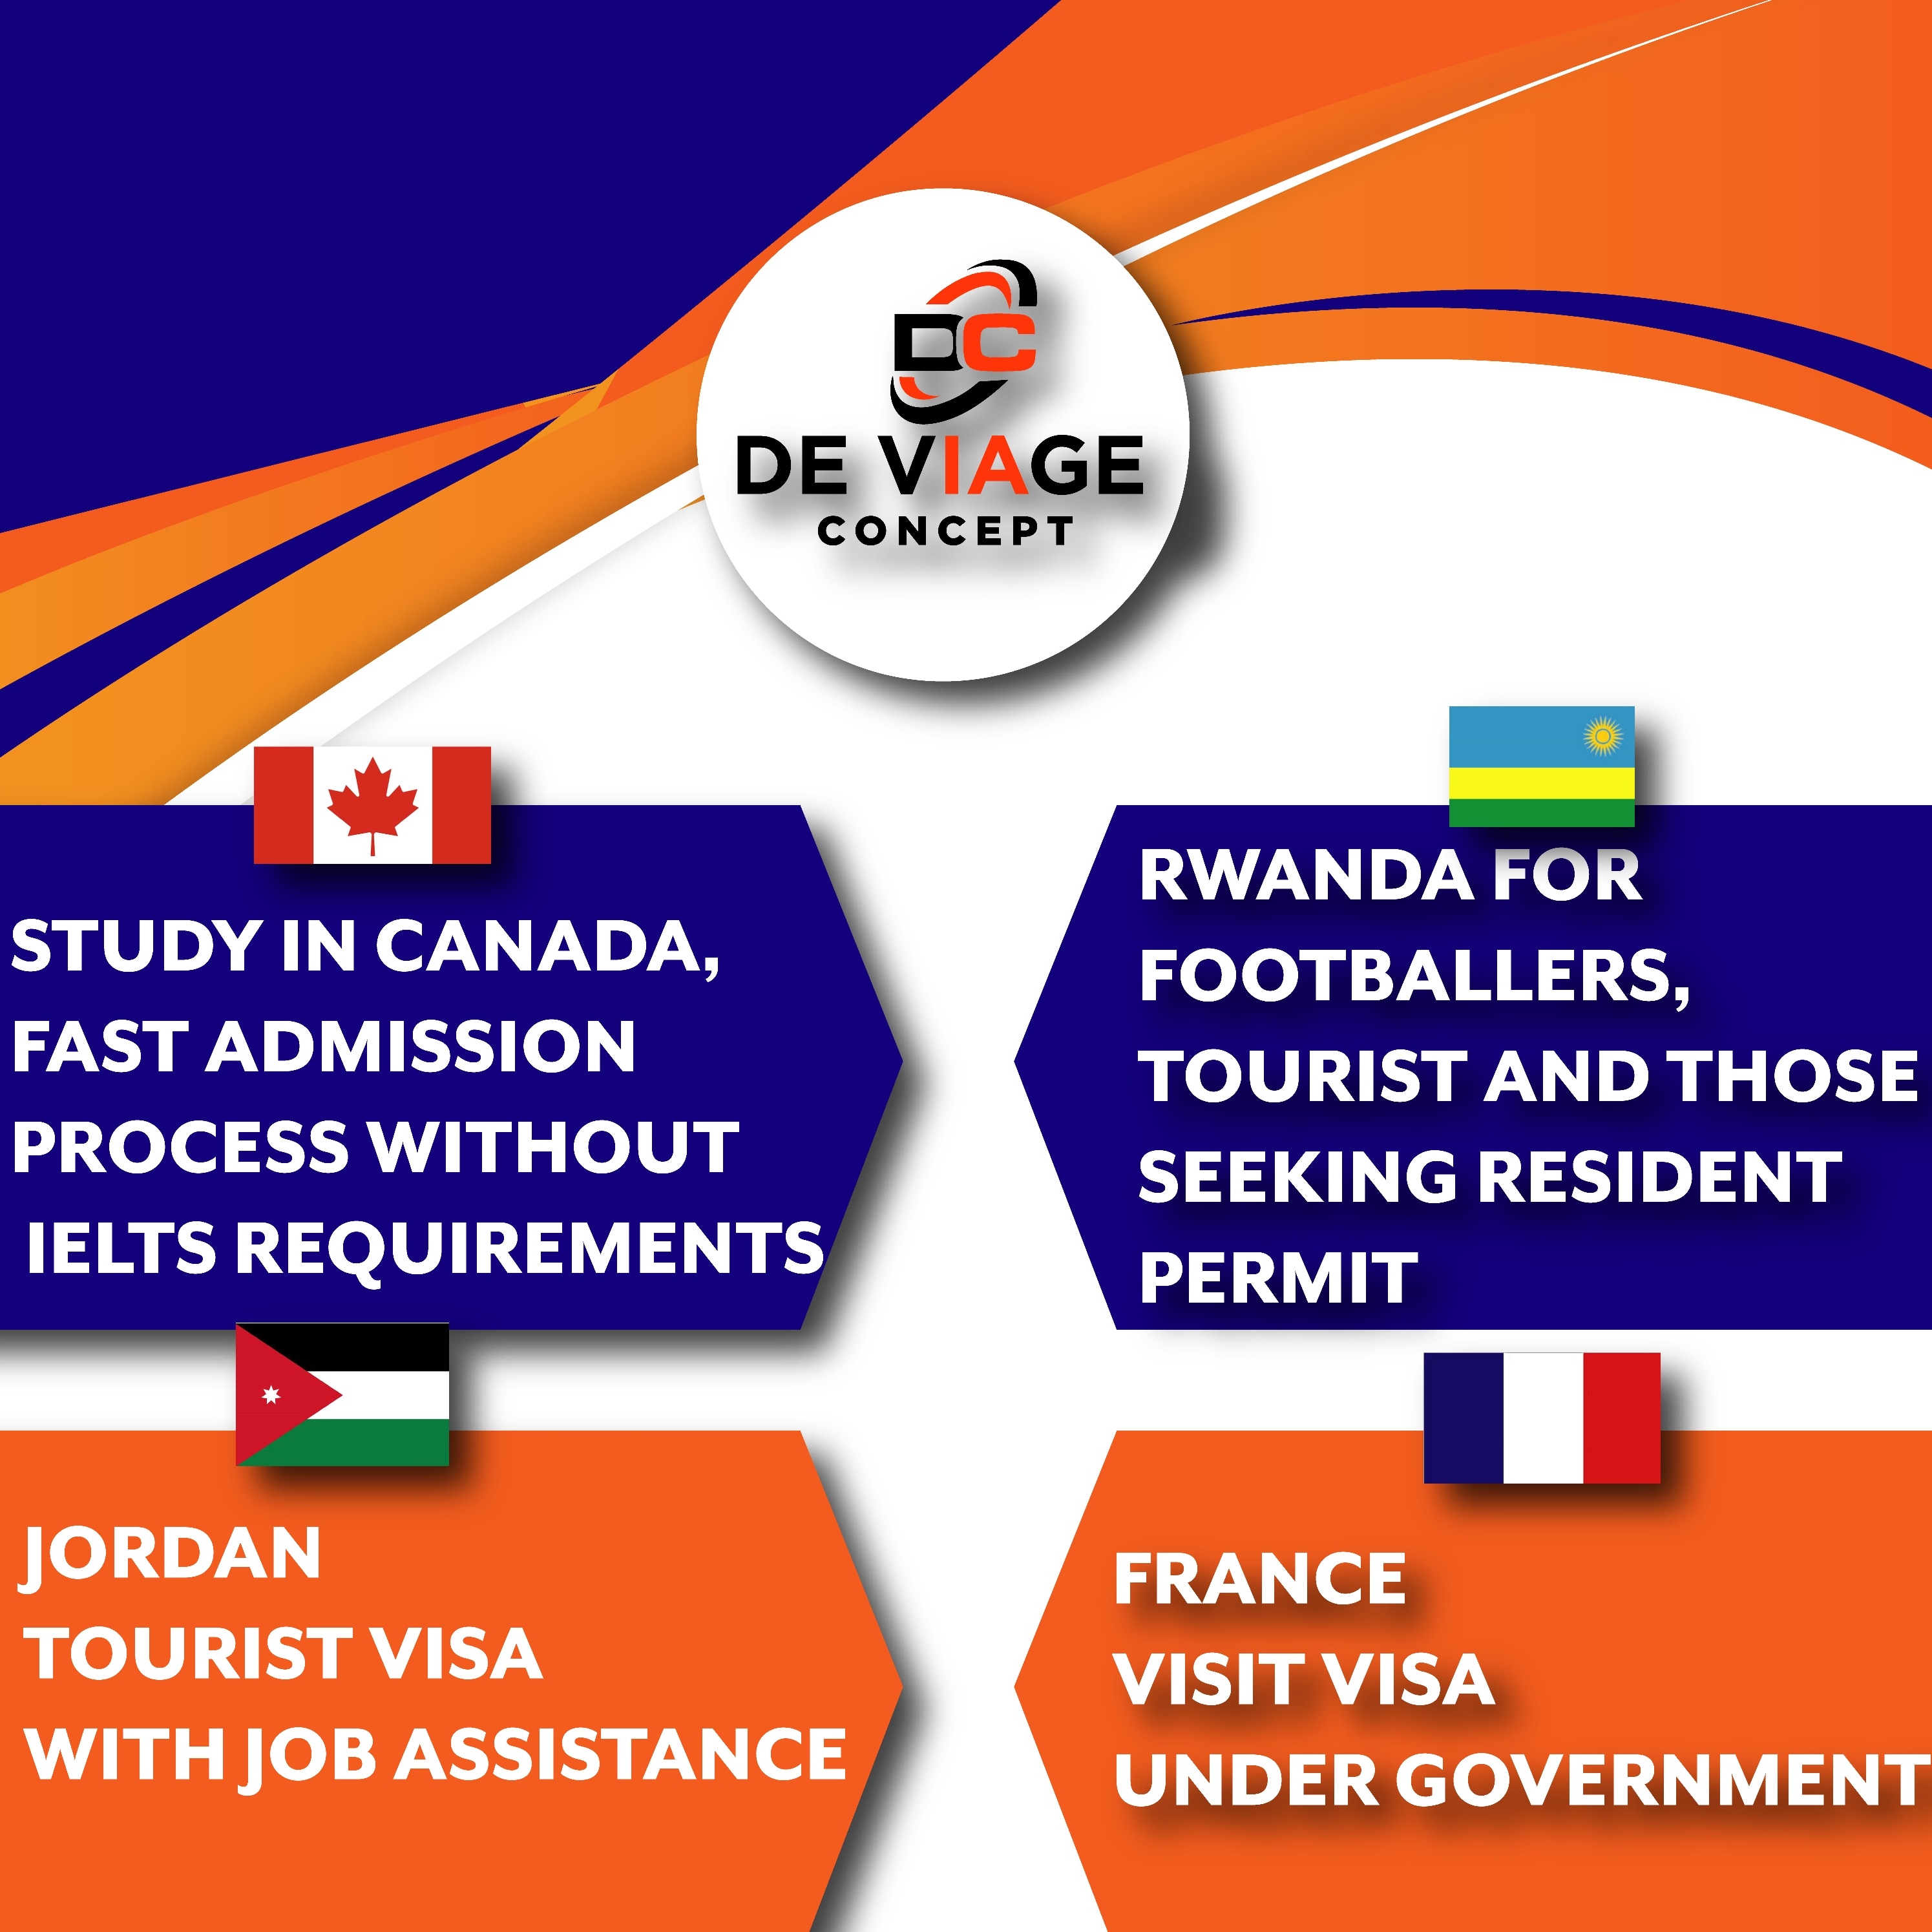 DC
DE VIAGE
CONCEPT
STUDY IN CANADA,
FAST ADMISSION
PROCESS WITHOUT
IELTS REQUIREMENTS
RWANDA FOR
FOOTBALLERS,
TOURIST AND THOSE
SEEKING RESIDENT
PERMIT
JORDAN
TOURIST VISA
WITH JOB ASSISTANCE
FRANCE
VISIT VISA
UNDER GOVERNMENT